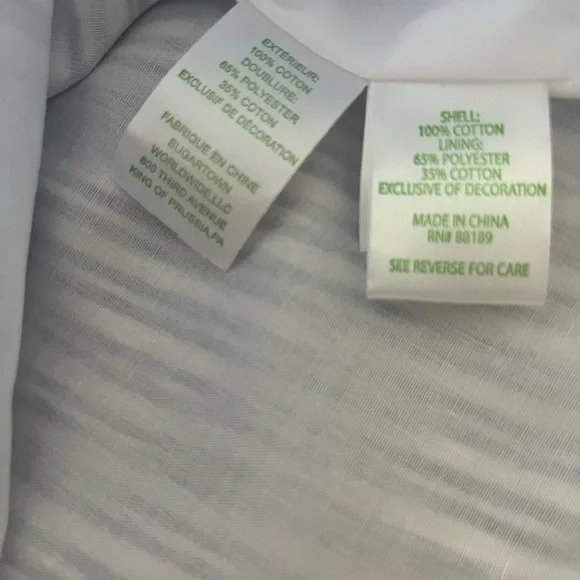 EXTÉRIEUR:
100% COTTON
DOUBLURE:
65% POLYESTER
35% COTON
EXCLUSIF DE DÉCORATION
FABRIQUE EN CHINE
SUGARTOWN
WORLDWIDE,LLC
800 THIRD AVENUE
KING OF PRUSSIA,PA
SHELL:
100% COTTON
LINING:
65% POLYESTER
35% COTTON
EXCLUSIVE OF DECORATION
MADE IN CHINA
RN# 88189
SEE REVERSE FOR CARE